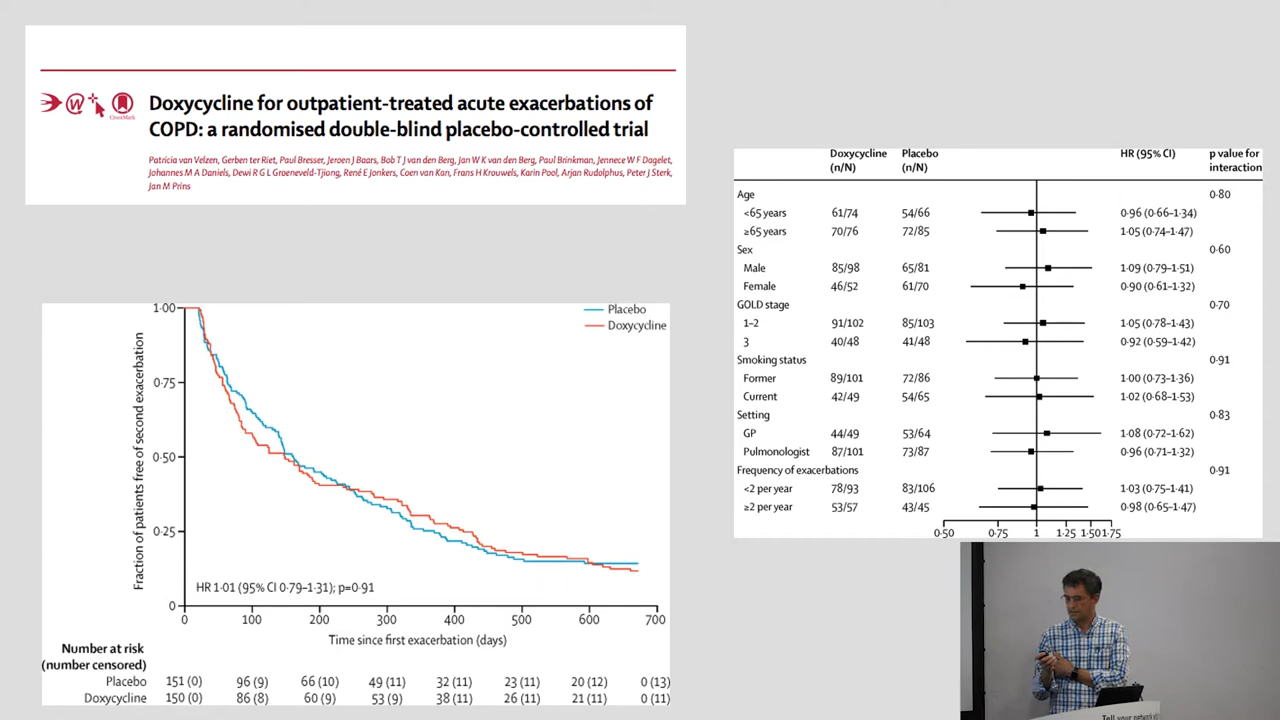 CrossMark
Doxycycline for outpatient-treated acute exacerbations of
COPD: a randomised double-blind placebo-controlled trial
Patricia van Velzen, Gerben ter Riet, Paul Bresser, Jeroen J Baars, Bob T J van den Berg, Jan W K van den Berg, Paul Brinkman, Jennece W F Dagelet,
Johannes M A Daniels, Dewi R G L Groeneveld-Tjiong, René E Jonkers, Coen van Kan, Frans H Krouwels, Karin Pool, Arjan Rudolphus, Peter J Sterk,
Jan M Prins
Fraction of patients free of second exacerbation
1·00
0·75
0·50
0·25
0
Placebo
Doxycycline
HR 1·01 (95% CI 0·79–1·31); p=0·91
0 100 200 300 400 500 600 700
Time since first exacerbation (days)
Number at risk
(number censored)
Placebo 151 (0) 96 (9) 66 (10) 49 (11) 32 (11) 23 (11) 20 (12) 0 (13)
Doxycycline 150 (0) 86 (8) 60 (9) 53 (9) 38 (11) 26 (11) 21 (11) 0 (11)
Doxycycline (n/N) Placebo (n/N) HR (95% CI) p value for interaction
Age 0·80
<65 years 61/74 54/66 0·96 (0·66–1·34)
≥65 years 70/76 72/85 1·05 (0·74–1·47)
Sex 0·60
Male 85/98 65/81 1·09 (0·79–1·51)
Female 46/52 61/70 0·90 (0·61–1·32)
GOLD stage 0·70
1–2 91/102 85/103 1·05 (0·78–1·43)
3 40/48 41/48 0·92 (0·59–1·42)
Smoking status 0·91
Former 89/101 72/86 1·00 (0·73–1·36)
Current 42/49 54/65 1·02 (0·68–1·53)
Setting 0·83
GP 44/49 53/64 1·08 (0·72–1·62)
Pulmonologist 87/101 73/87 0·96 (0·71–1·32)
Frequency of exacerbations 0·91
<2 per year 78/93 83/106 1·03 (0·75–1·41)
≥2 per year 53/57 43/45 0·98 (0·65–1·47)
0·50 0·75 1 1·25 1·50 1·75
Tell your